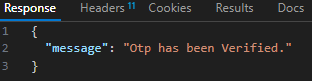 Response Headers 11 Cookies Results Docs
1 {
2 "message": "Otp has been Verified."
3 }